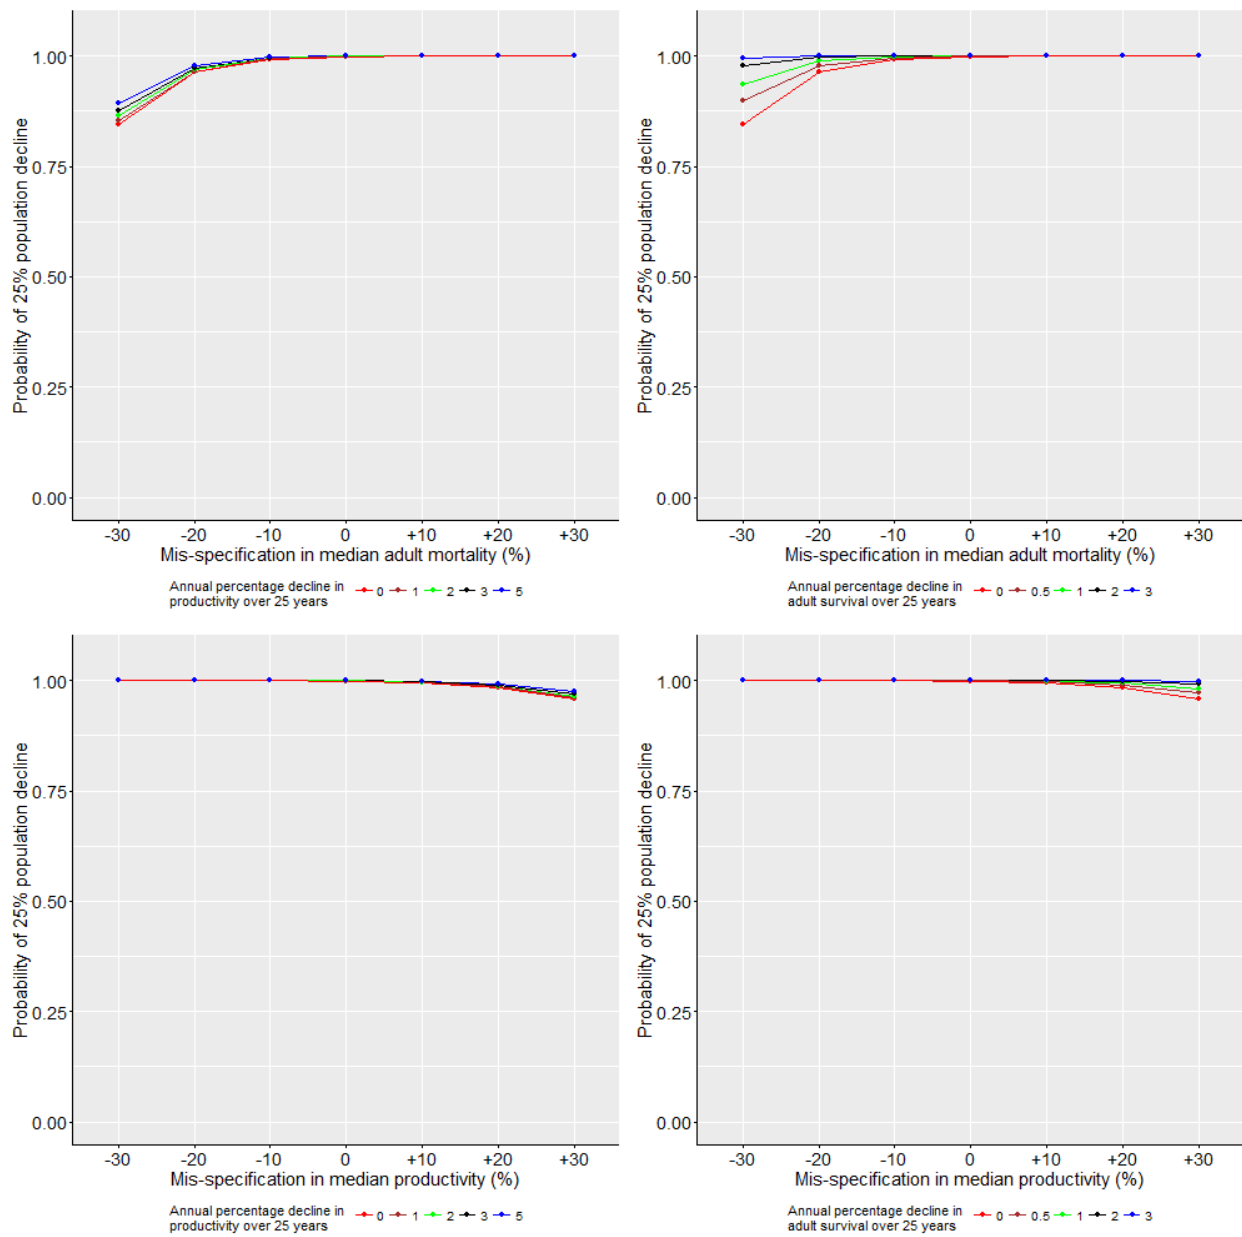 1.00
0.75
0.50
0.25
0.00
Probability of 25% population decline
-30 -20 -10 0 +10 +20 +30
Mis-specification in median adult mortality (%)
Annual percentage decline in
productivity over 25 years 0 1 2 3 5
1.00
0.75
0.50
0.25
0.00
Probability of 25% population decline
-30 -20 -10 0 +10 +20 +30
Mis-specification in median adult mortality (%)
Annual percentage decline in
adult survival over 25 years 0 0.5 1 2 3
1.00
0.75
0.50
0.25
0.00
Probability of 25% population decline
-30 -20 -10 0 +10 +20 +30
Mis-specification in median productivity (%)
Annual percentage decline in
productivity over 25 years 0 1 2 3 5
1.00
0.75
0.50
0.25
0.00
Probability of 25% population decline
-30 -20 -10 0 +10 +20 +30
Mis-specification in median productivity (%)
Annual percentage decline in
adult survival over 25 years 0 0.5 1 2 3